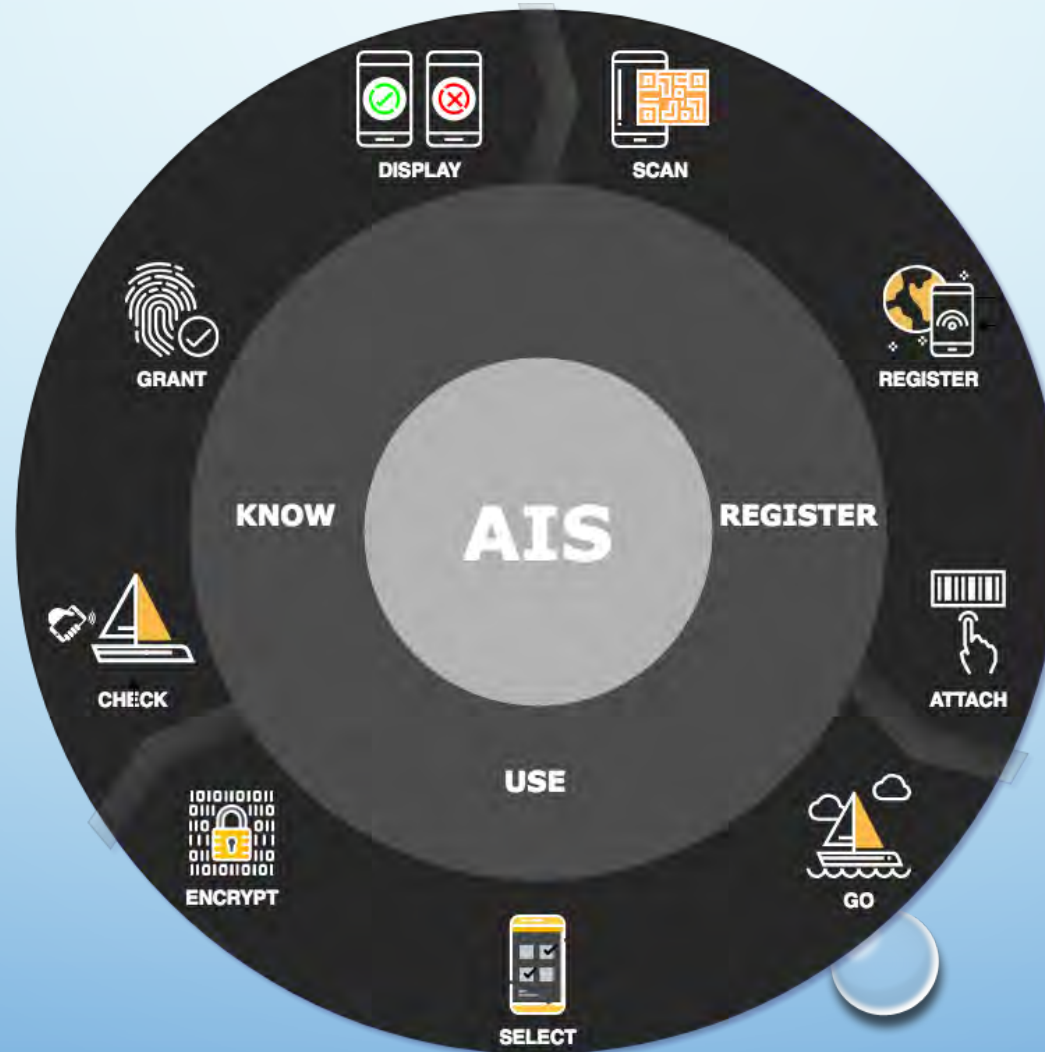 DISPLAY
SCAN
GRANT
REGISTER
KNOW
AIS
REGISTER
CHECK
ATTACH
USE
ENCRYPT
GO
SELECT